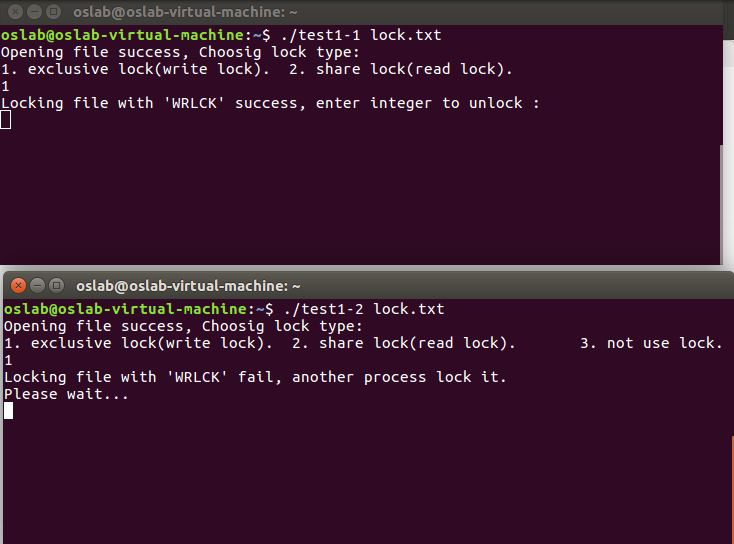 oslab@oslab-virtual-machine: ~
oslab@oslab-virtual-machine:~$ ./test1-1 lock.txt
Opening file success, Choosig lock type:
1. exclusive lock(write lock).  2. share lock(read lock).
1
Locking file with 'WRLCK' success, enter integer to unlock :
oslab@oslab-virtual-machine: ~
oslab@oslab-virtual-machine:~$ ./test1-2 lock.txt
Opening file success, Choosig lock type:
1. exclusive lock(write lock).  2. share lock(read lock).       3. not use lock.
1
Locking file with 'WRLCK' fail, another process lock it.
Please wait...